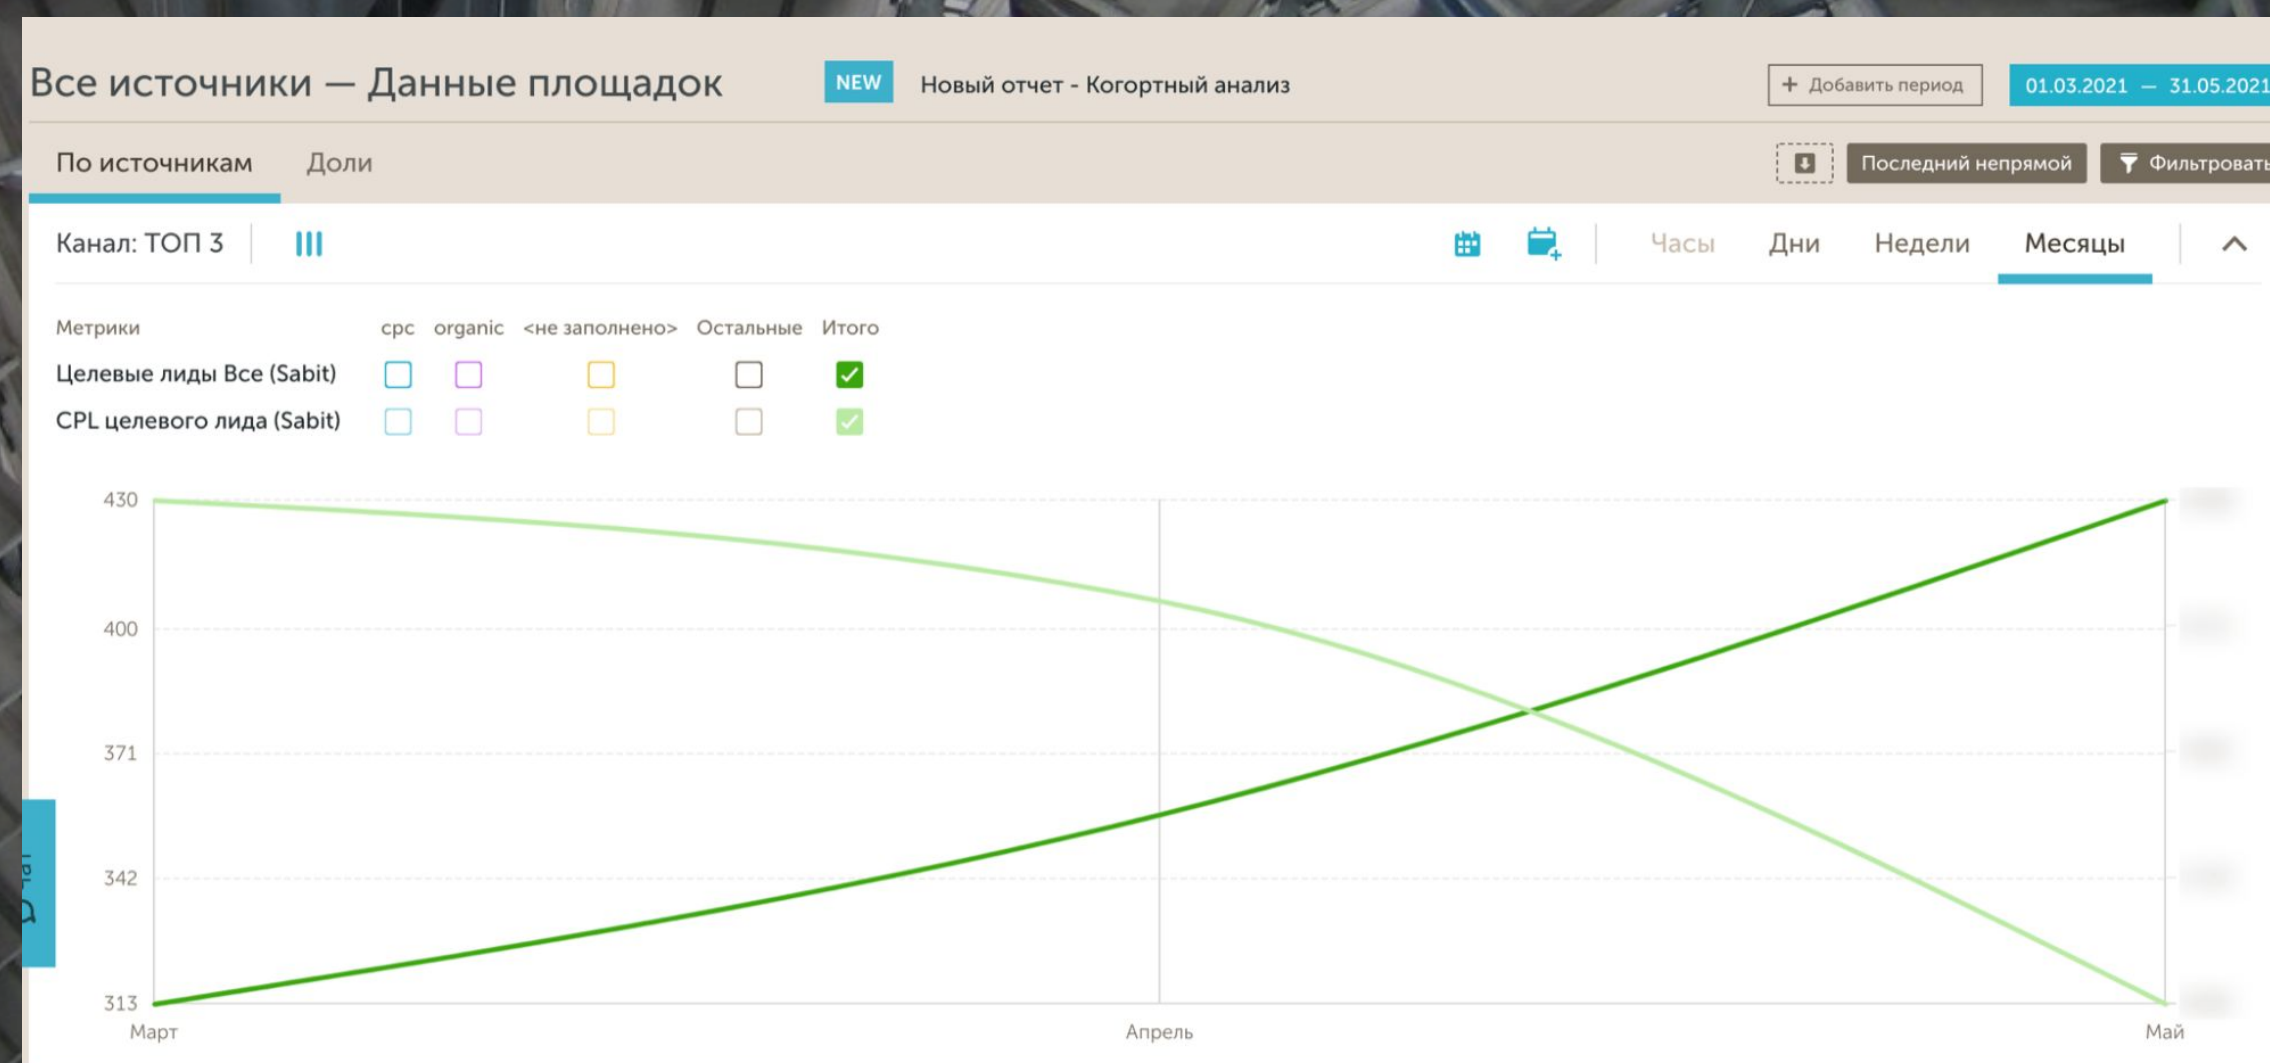 Все источники — Данные площадок
NEW
Новый отчет - Когортный анализ
+ Добавить период
01.03.2021 — 31.05.2021
По источникам
Доли
Последний непрямой
Фильтровать
Канал: ТОП 3
Часы
Дни
Недели
Месяцы
Метрики
cpc
organic
<не заполнено>
Остальные
Итого
Целевые лиды Все (Sabit)
CPL целевого лида (Sabit)
430
400
371
342
313
Март
Апрель
Май